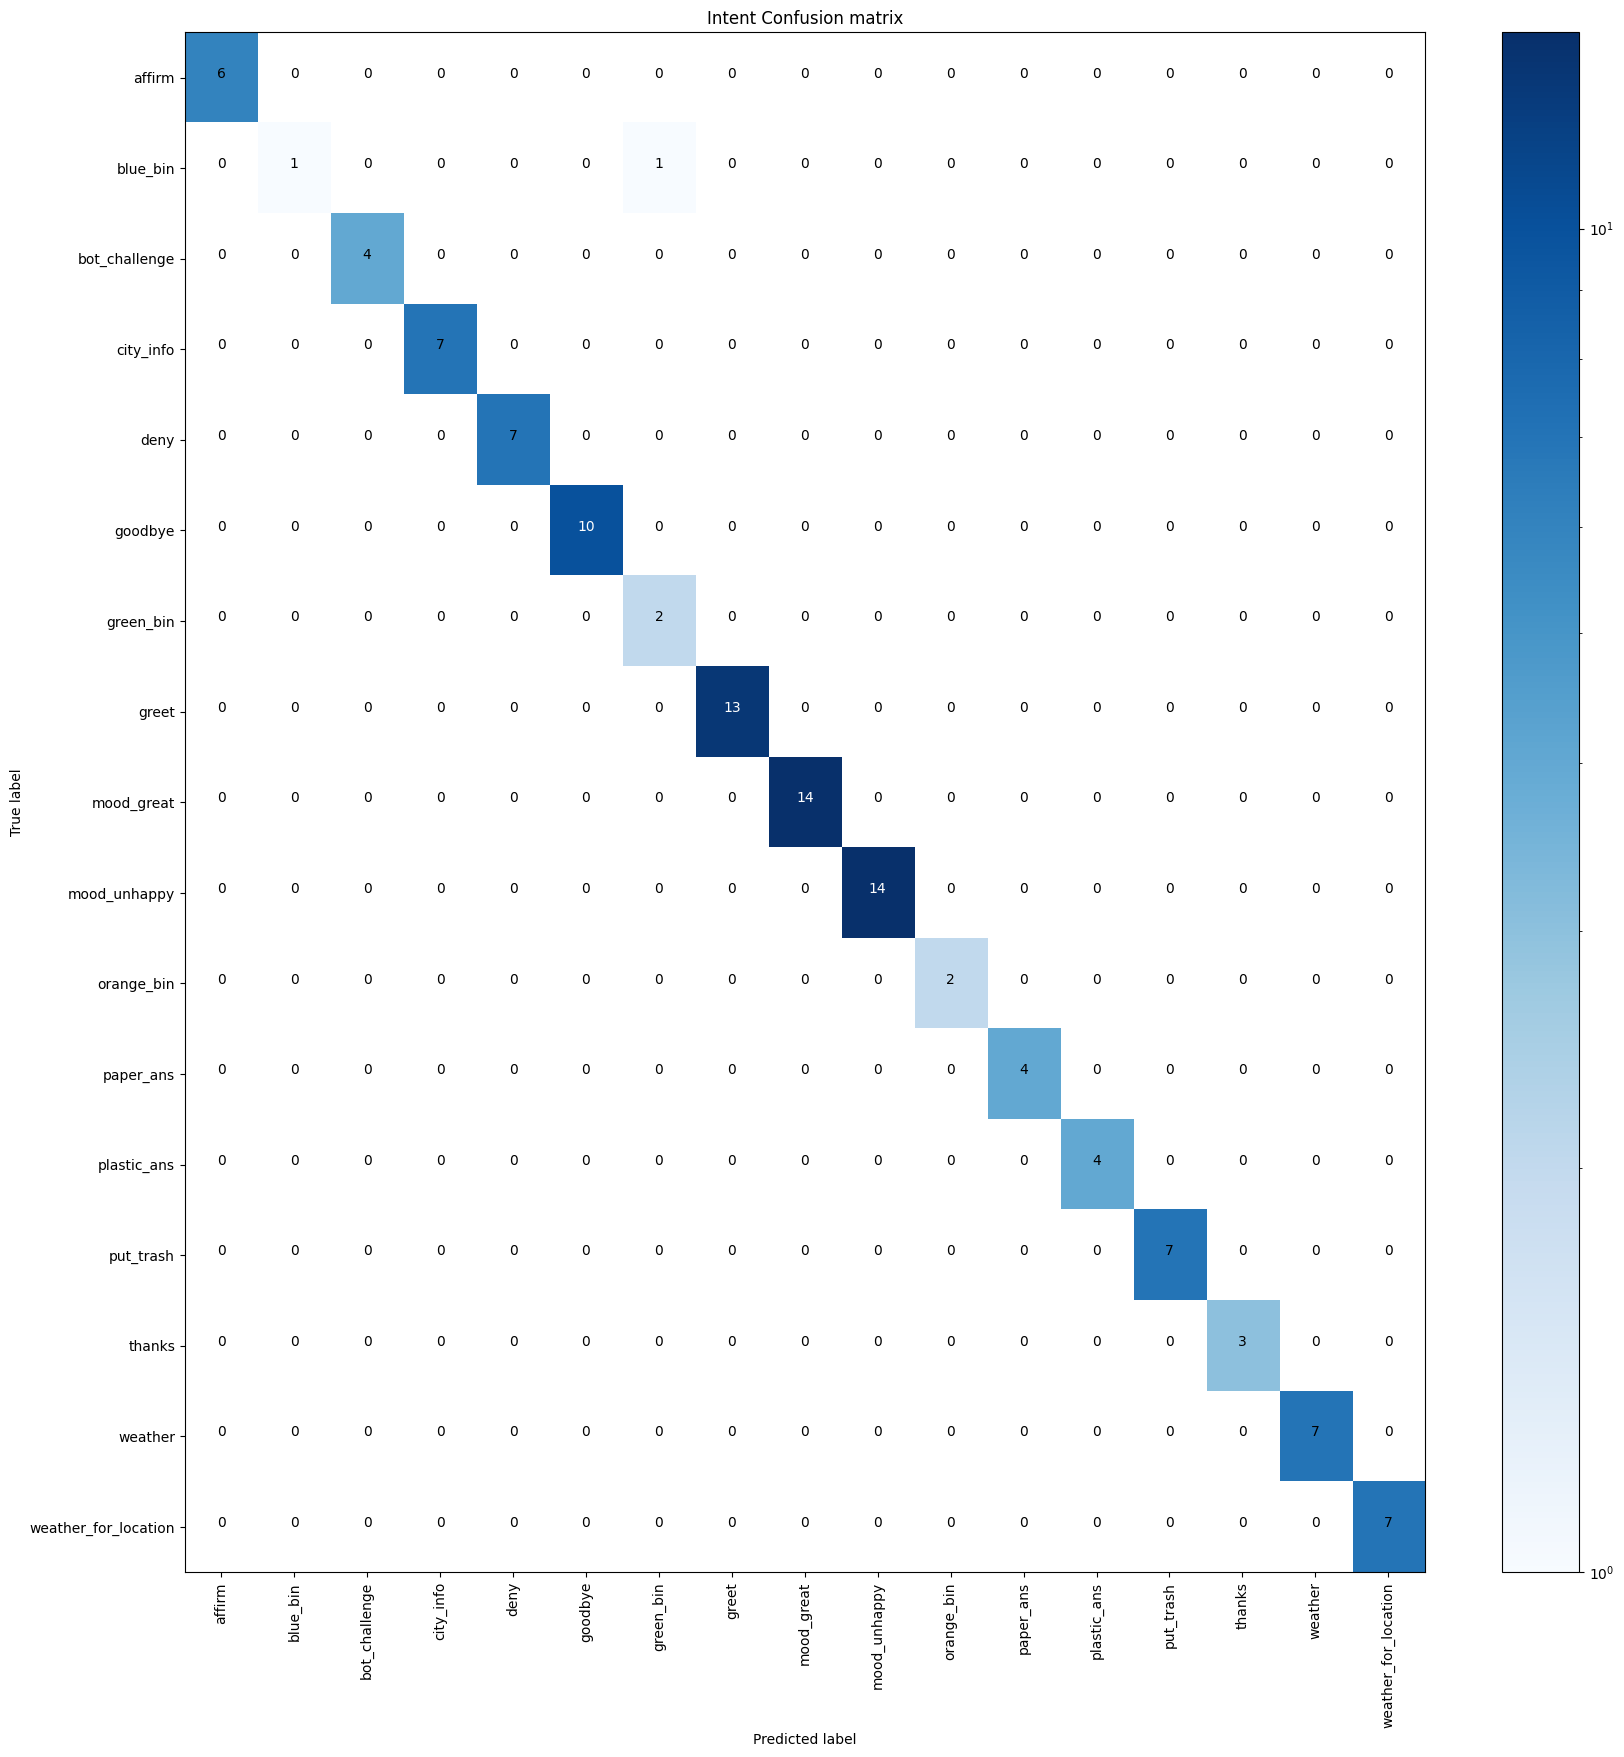 Intent Confusion matrix
affirm 6 0 0 0 0 0 0 0 0 0 0 0 0 0 0 0 0
blue_bin 0 1 0 0 0 0 1 0 0 0 0 0 0 0 0 0 0
bot_challenge 0 0 4 0 0 0 0 0 0 0 0 0 0 0 0 0 0
city_info 0 0 0 7 0 0 0 0 0 0 0 0 0 0 0 0 0
deny 0 0 0 0 7 0 0 0 0 0 0 0 0 0 0 0 0
goodbye 0 0 0 0 0 10 0 0 0 0 0 0 0 0 0 0 0
green_bin 0 0 0 0 0 0 2 0 0 0 0 0 0 0 0 0 0
greet 0 0 0 0 0 0 0 13 0 0 0 0 0 0 0 0 0
mood_great 0 0 0 0 0 0 0 0 14 0 0 0 0 0 0 0 0
mood_unhappy 0 0 0 0 0 0 0 0 0 14 0 0 0 0 0 0 0
orange_bin 0 0 0 0 0 0 0 0 0 0 2 0 0 0 0 0 0
paper_ans 0 0 0 0 0 0 0 0 0 0 0 4 0 0 0 0 0
plastic_ans 0 0 0 0 0 0 0 0 0 0 0 0 4 0 0 0 0
put_trash 0 0 0 0 0 0 0 0 0 0 0 0 0 7 0 0 0
thanks 0 0 0 0 0 0 0 0 0 0 0 0 0 0 3 0 0
weather 0 0 0 0 0 0 0 0 0 0 0 0 0 0 0 7 0
weather_for_location 0 0 0 0 0 0 0 0 0 0 0 0 0 0 0 0 7
True label
affirm
blue_bin
bot_challenge
city_info
deny
goodbye
green_bin
greet
mood_great
mood_unhappy
orange_bin
paper_ans
plastic_ans
put_trash
thanks
weather
weather_for_location
Predicted label
10¹
10⁰